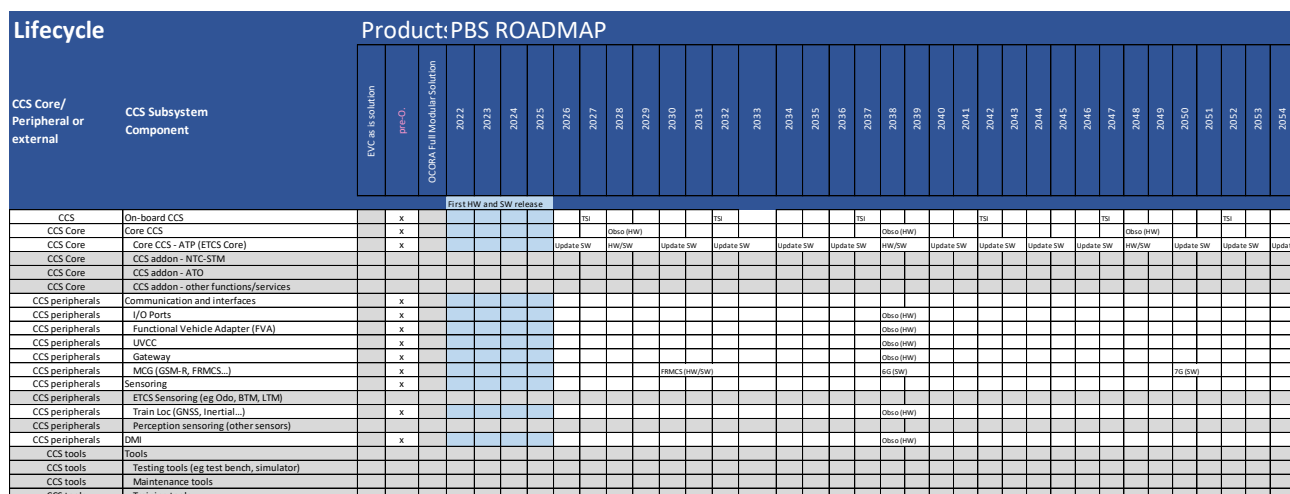 Lifecycle Products PBS ROADMAP
CCS Core/ Peripheral or external CCS Subsystem Component EVC as is solution pre-O. OCORA Full Modular Solution 2022 2023 2024 2025 2026 2027 2028 2029 2030 2031 2032 2033 2034 2035 2036 2037 2038 2039 2040 2041 2042 2043 2044 2045 2046 2047 2048 2049 2050 2051 2052 2053 2054
First HW and SW release
CCS On-board CCS x TSI TSI TSI TSI TSI TSI
CCS Core Core CCS x Obso (HW) Obso (HW) Obso (HW)
CCS Core Core CCS - ATP (ETCS Core) x Update SW HW/SW Update SW Update SW Update SW Update SW HW/SW Update SW Update SW Update SW Update SW HW/SW Update SW Update SW
CCS Core CCS addon - NTC-STM
CCS Core CCS addon - ATO
CCS Core CCS addon - other functions/services
CCS peripherals Communication and interfaces x
CCS peripherals I/O Ports x Obso (HW)
CCS peripherals Functional Vehicle Adapter (FVA) x Obso (HW)
CCS peripherals UVCC x Obso (HW)
CCS peripherals Gateway x Obso (HW)
CCS peripherals MCG (GSM-R, FRMCS...) x FRMCS (HW/SW) 6G (SW) 7G (SW)
CCS peripherals Sensoring x
CCS peripherals ETCS Sensoring (eg Odo, BTM, LTM)
CCS peripherals Train Loc (GNSS, Inertial...) x Obso (HW)
CCS peripherals Perception sensoring (other sensors)
CCS peripherals DMI x Obso (HW)
CCS tools Tools
CCS tools Testing tools (eg test bench, simulator)
CCS tools Maintenance tools